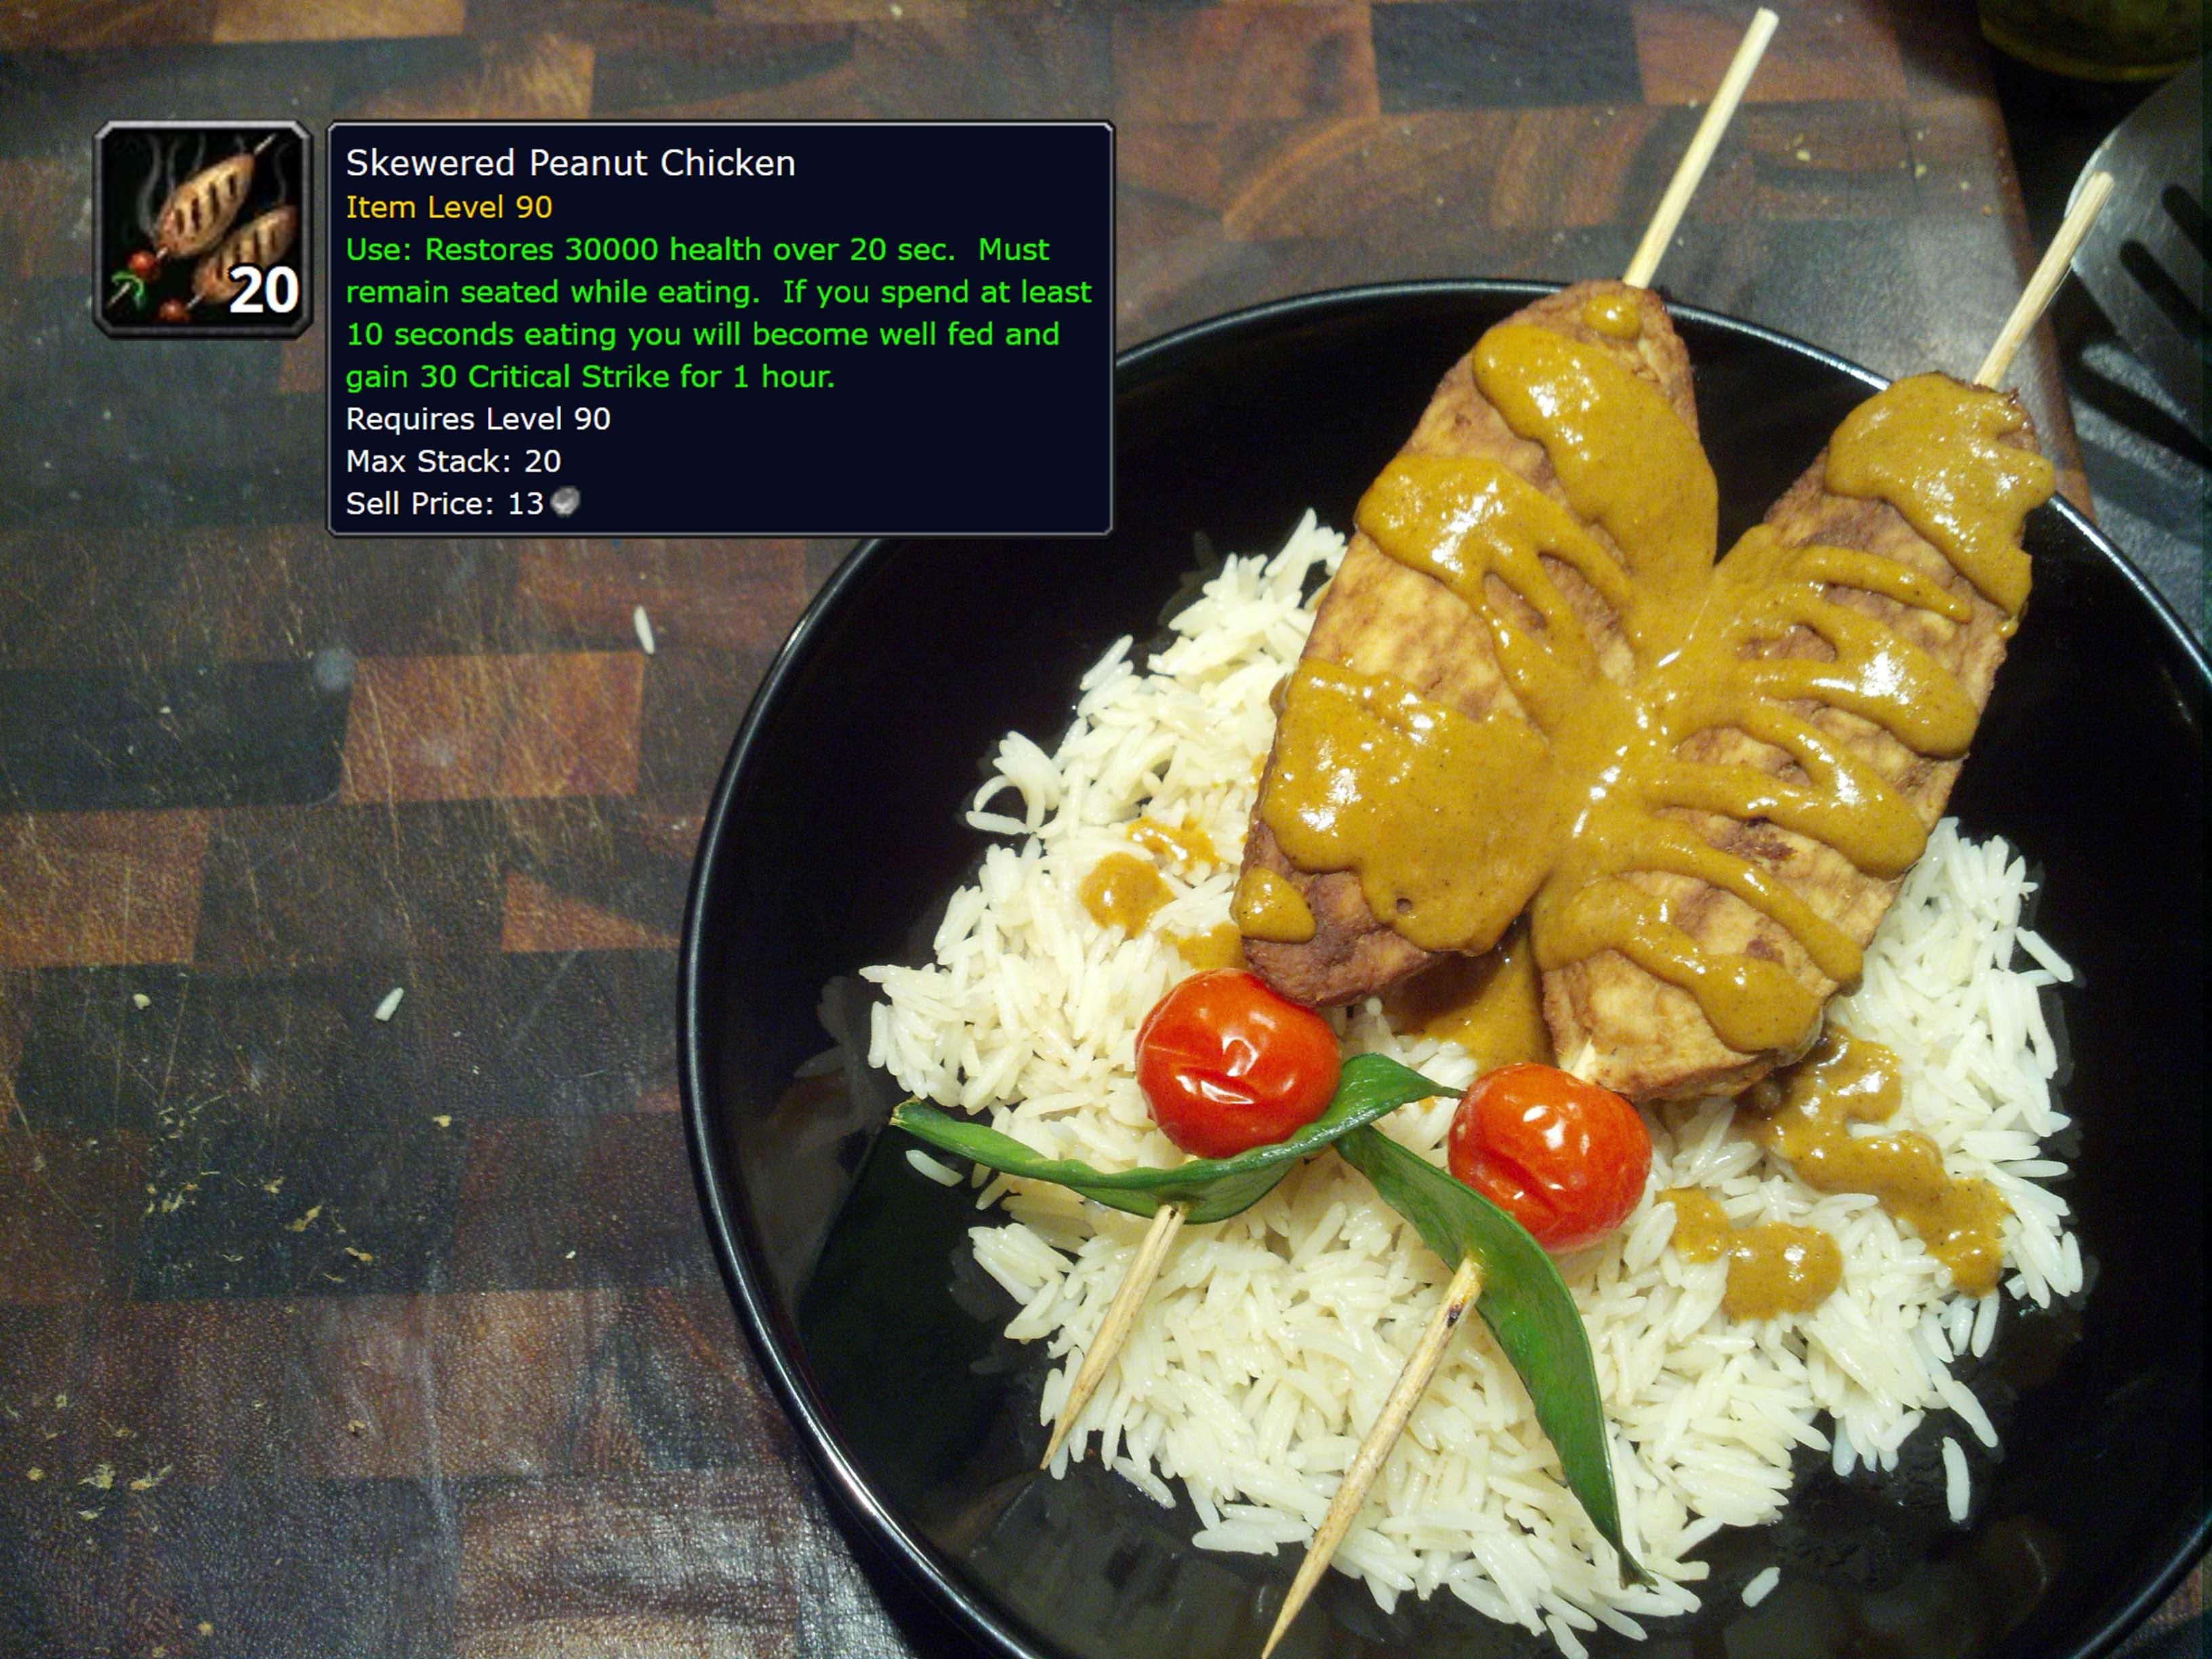 20
Skewered Peanut Chicken
Item Level 90
Use: Restores 30000 health over 20 sec.  Must
remain seated while eating.  If you spend at least
10 seconds eating you will become well fed and
gain 30 Critical Strike for 1 hour.
Requires Level 90
Max Stack: 20
Sell Price: 13